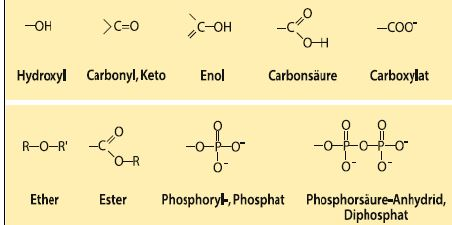 —OH >C=O C—OH —C O O—H —COO⁻
Hydroxyl Carbonyl, Keto Enol Carbonsäure Carboxylat
R—O—R' —C O O—R —O—P—O⁻ O O⁻ —O—P—O—P—O⁻ O O O⁻ O⁻
Ether Ester Phosphoryl-, Phosphat Phosphorsäure-Anhydrid,
Diphosphat